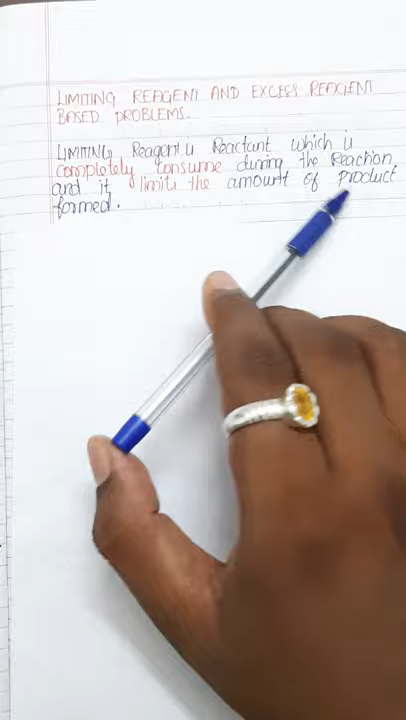 LIMITING REAGENT AND EXCESS REAGENT
BASED PROBLEMS.
LIMITING Reagent is Reactant which is
completely consume during the Reaction
and it limits the amount of product
formed.